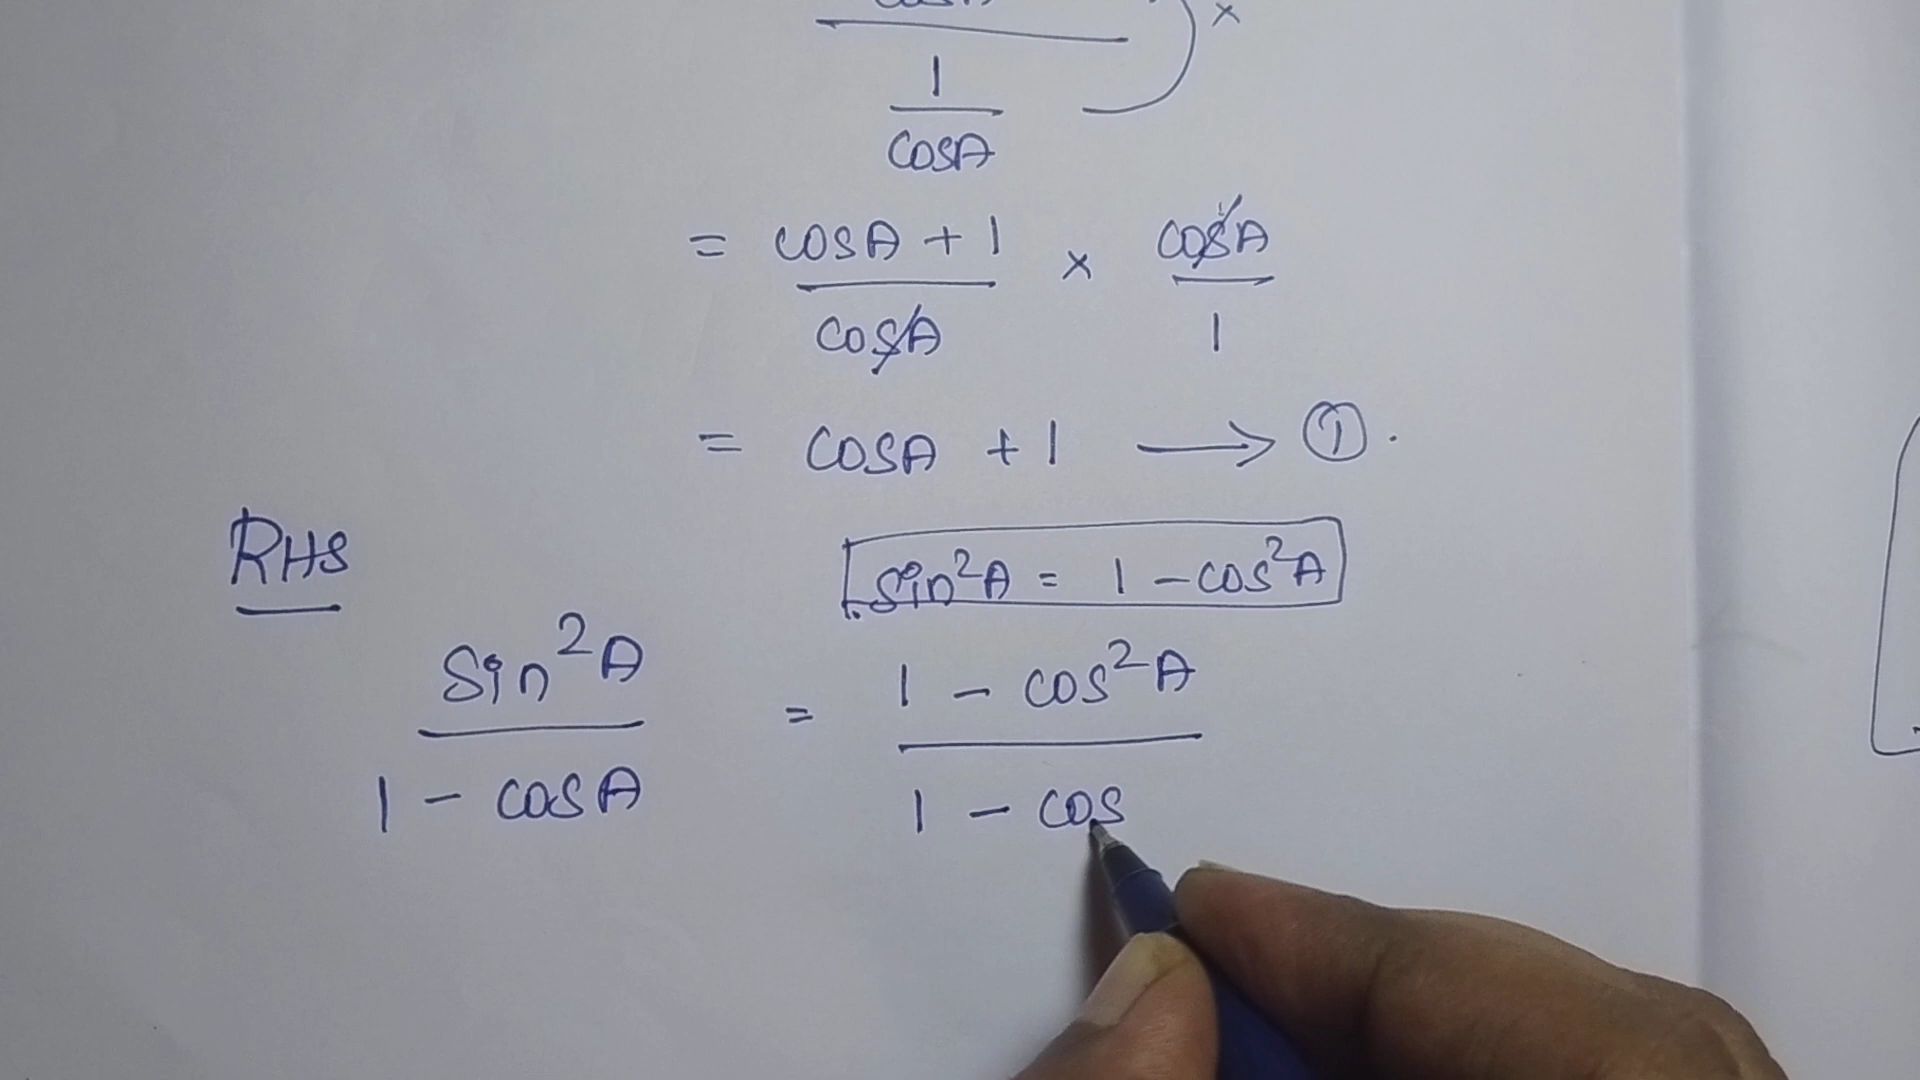 ×
1
cosA
= cosA + 1 × cosA
cosA 1
= cosA + 1 → ①.
RHS
sin²A = 1 - cos²A
Sin²A = 1 - cos²A
1 - cosA 1 - cos